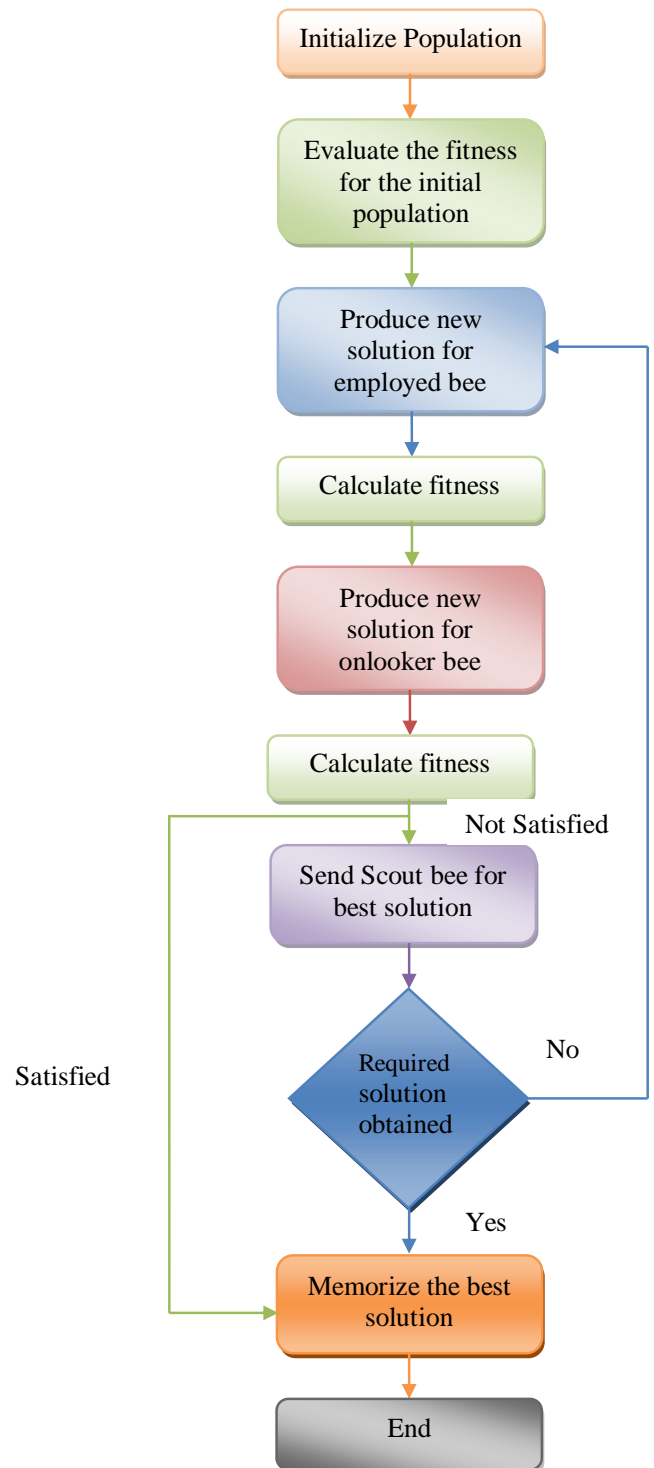 Initialize Population
Evaluate the fitness
for the initial
population
Produce new
solution for
employed bee
Calculate fitness
Produce new
solution for
onlooker bee
Calculate fitness
Not Satisfied
Send Scout bee for
best solution
Required
solution
obtained
No
Satisfied
Yes
Memorize the best
solution
End